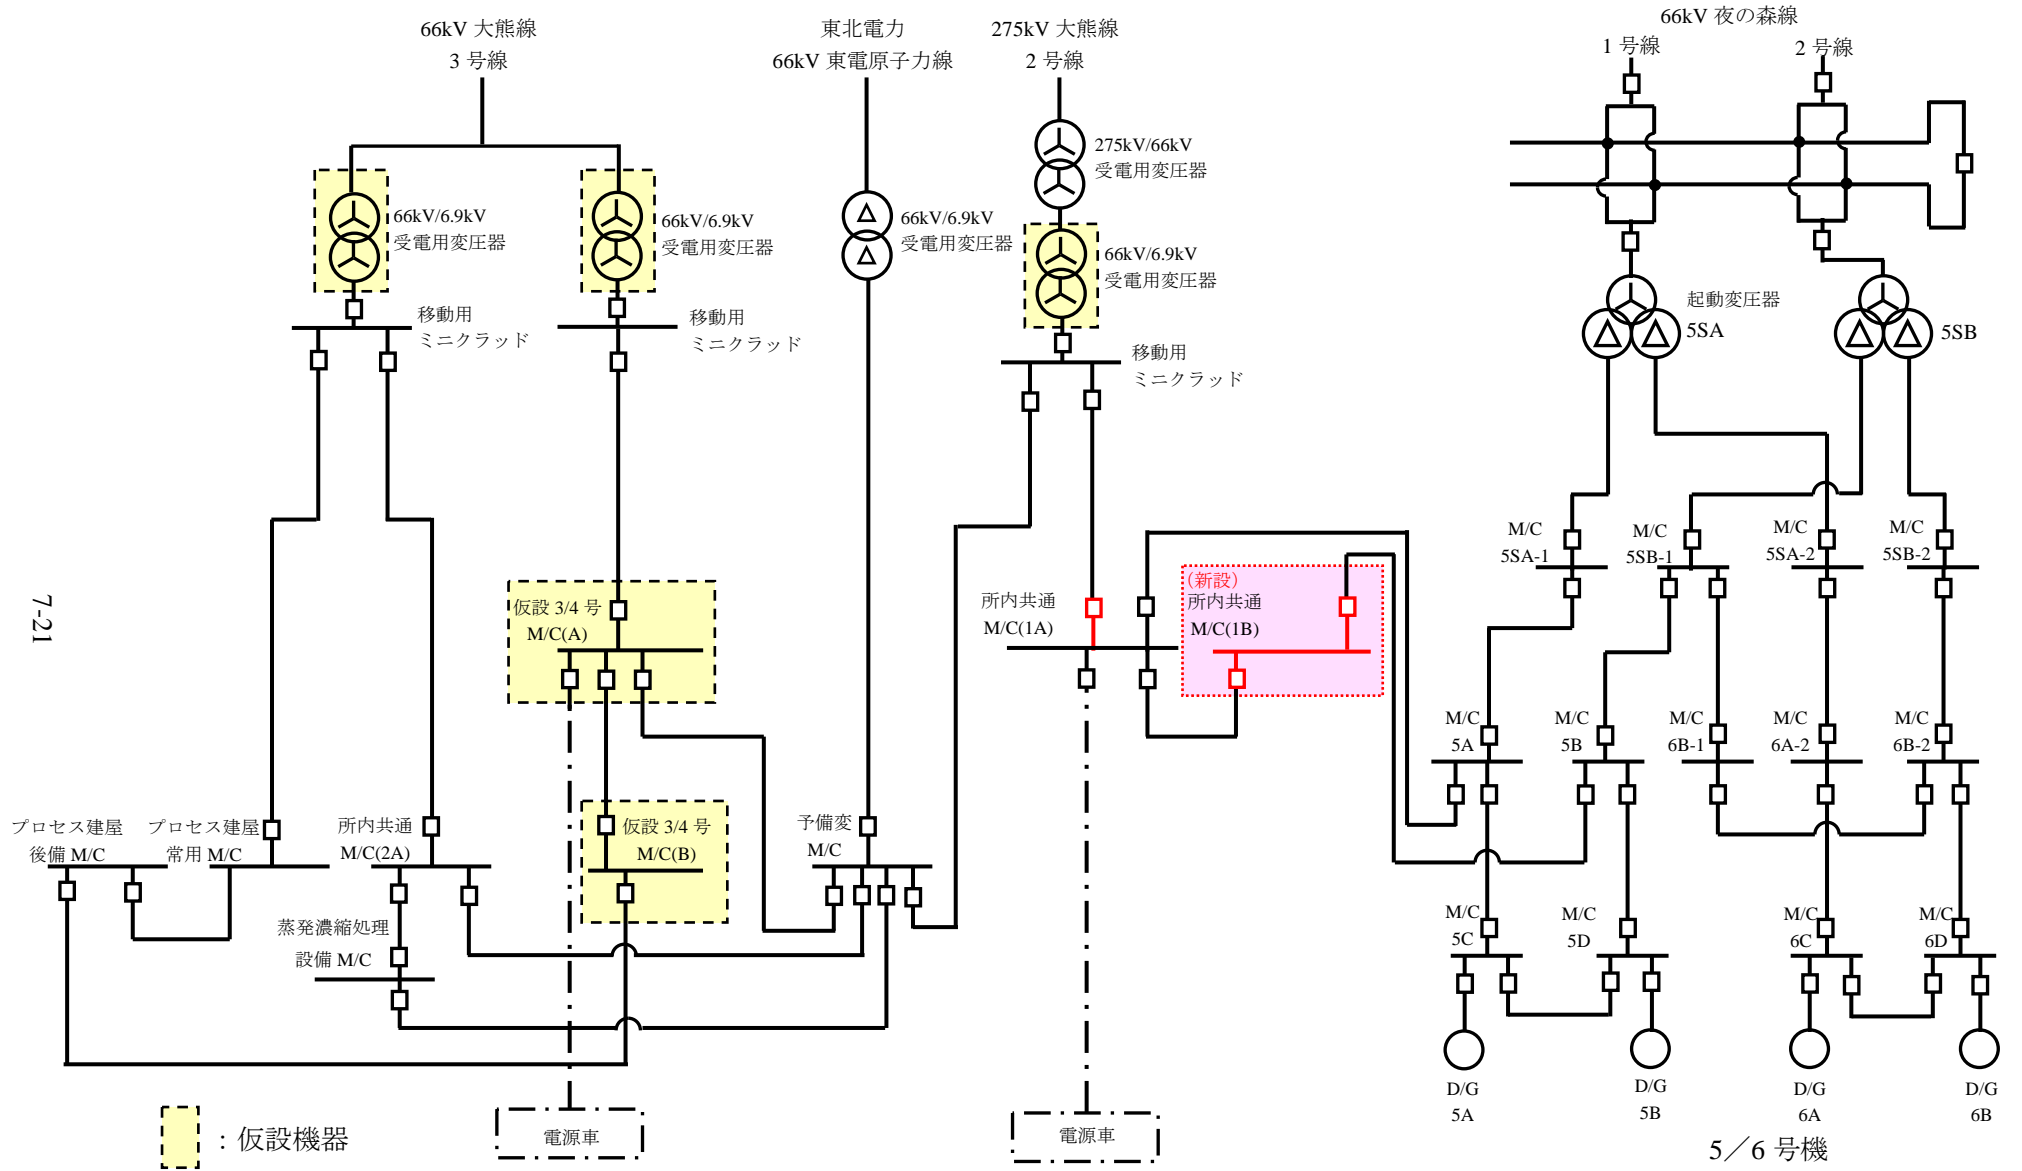 66kV 大熊線
3 号線
東北電力
66kV 東電原子力線
275kV 大熊線
2 号線
66kV 夜の森線
1 号線
2 号線
66kV/6.9kV
受電用変圧器
66kV/6.9kV
受電用変圧器
66kV/6.9kV
受電用変圧器
275kV/66kV
受電用変圧器
66kV/6.9kV
受電用変圧器
起動変圧器
5SA
5SB
移動用
ミニクラッド
移動用
ミニクラッド
移動用
ミニクラッド
M/C
5SA-1
M/C
5SB-1
M/C
5SA-2
M/C
5SB-2
仮設 3/4 号
M/C(A)
所内共通
M/C(1A)
(新設)
所内共通
M/C(1B)
7-21
M/C
5A
M/C
5B
M/C
6B-1
M/C
6A-2
M/C
6B-2
プロセス建屋
後備 M/C
プロセス建屋
常用 M/C
所内共通
M/C(2A)
仮設 3/4 号
M/C(B)
予備変
M/C
蒸発濃縮処理
設備 M/C
M/C
5C
M/C
5D
M/C
6C
M/C
6D
D/G
5A
D/G
5B
D/G
6A
D/G
6B
：仮設機器
電源車
電源車
5／6 号機